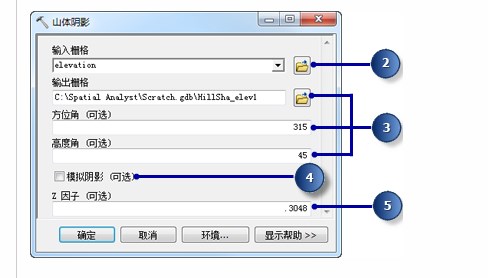 山体阴影
输入栅格
elevation
2
输出栅格
C:\Spatial Analyst\Scratch.gdb\HillSha_elev1
方位角 (可选)
315
3
高度角 (可选)
45
模拟阴影 (可选)
4
Z 因子 (可选)
.3048
5
确定 取消 环境... 显示帮助 >>